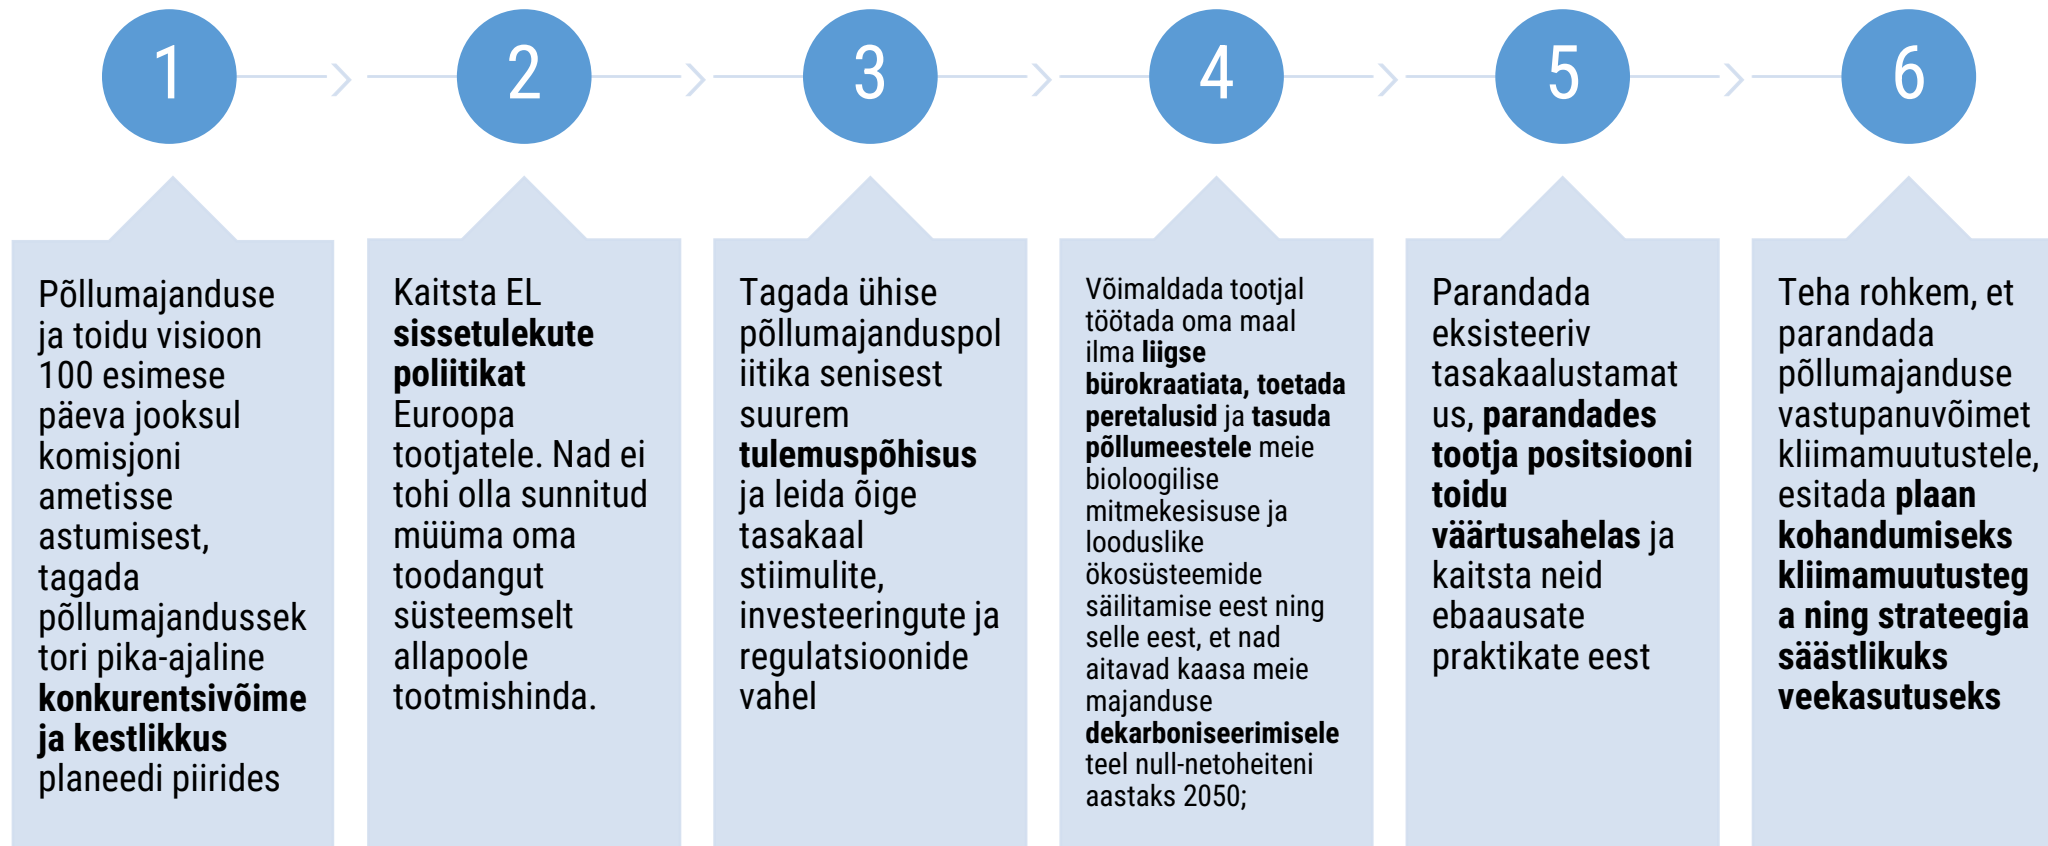 1
2
3
4
5
6
Põllumajanduse
ja toidu visioon
100 esimese
päeva jooksul
komisjoni
ametisse
astumisest,
tagada
põllumajandussek
tori pika-ajaline
konkurentsivõime
ja kestlikkus
planeedi piirides
Kaitsta EL
sissetulekute
poliitikat
Euroopa
tootjatele. Nad ei
tohi olla sunnitud
müüma oma
toodangut
süsteemselt
allapoole
tootmishinda.
Tagada ühise
põllumajanduspol
iitika senisest
suurem
tulemuspõhisus
ja leida õige
tasakaal
stiimulite,
investeeringute ja
regulatsioonide
vahel
Võimaldada tootjal
töötada oma maal
ilma liigse
bürokraatiata, toetada
peretalusid ja tasuda
põllumeestele meie
bioloogilise
mitmekesisuse ja
looduslike
ökosüsteemide
säilitamise eest ning
selle eest, et nad
aitavad kaasa meie
majanduse
dekarboniseerimisele
teel null-netoheiteni
aastaks 2050;
Parandada
eksisteeriv
tasakaalustamat
us, parandades
tootja positsiooni
toidu
väärtusahelas ja
kaitsta neid
ebaausate
praktikate eest
Teha rohkem, et
parandada
põllumajanduse
vastupanuvõimet
kliimamuutustele,
esitada plaan
kohandumiseks
kliimamuutusteg
a ning strateegia
säästlikuks
veekasutuseks